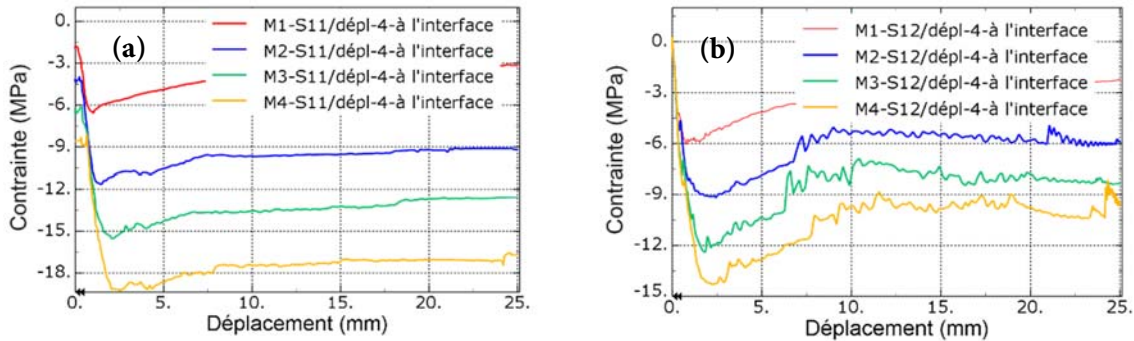 (a)
M1-S11/dépl-4-à l'interface
M2-S11/dépl-4-à l'interface
M3-S11/dépl-4-à l'interface
M4-S11/dépl-4-à l'interface
Contrainte (MPa)
0.
-3.
-6.
-9.
-12.
-15.
-18.
0. 5. 10. 15. 20. 25.
Déplacement (mm)
(b)
M1-S12/dépl-4-à l'interface
M2-S12/dépl-4-à l'interface
M3-S12/dépl-4-à l'interface
M4-S12/dépl-4-à l'interface
Contrainte (MPa)
0.
-3.
-6.
-9.
-12.
-15.
0. 5. 10. 15. 20. 25.
Déplacement (mm)